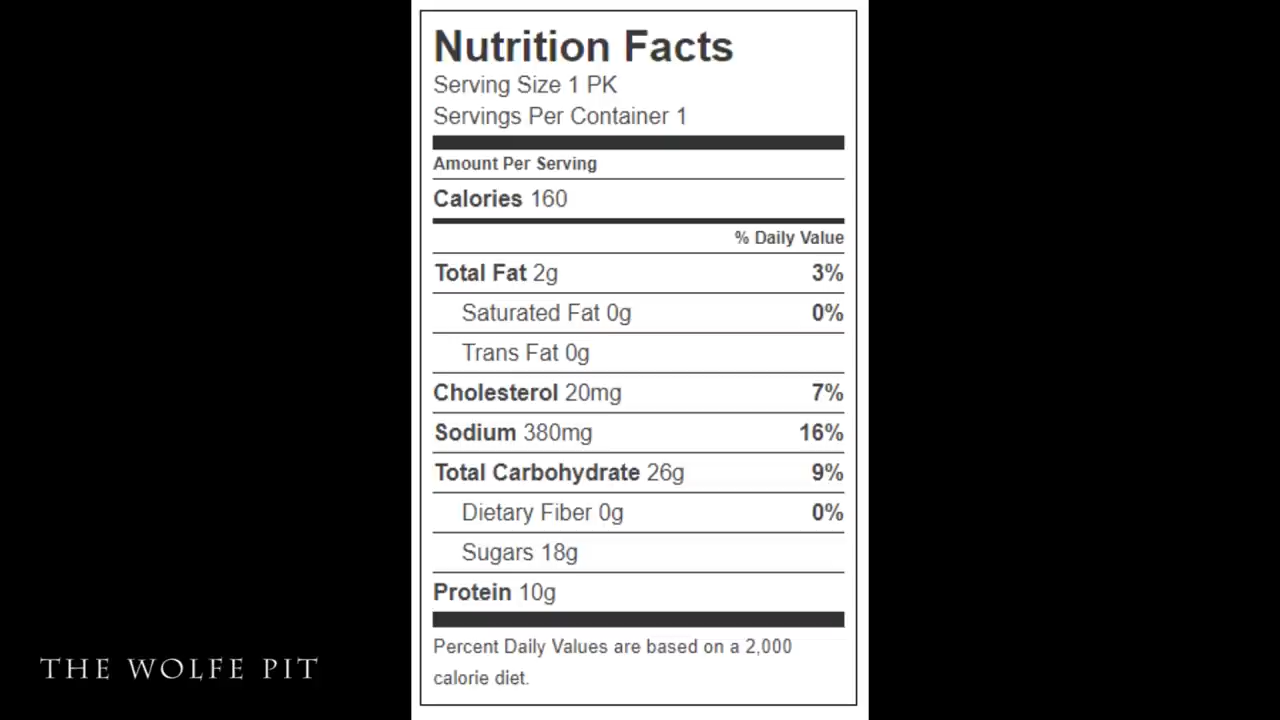 Nutrition Facts
Serving Size 1 PK
Servings Per Container 1
Amount Per Serving
Calories 160
% Daily Value
Total Fat 2g 3%
Saturated Fat 0g 0%
Trans Fat 0g
Cholesterol 20mg 7%
Sodium 380mg 16%
Total Carbohydrate 26g 9%
Dietary Fiber 0g 0%
Sugars 18g
Protein 10g
Percent Daily Values are based on a 2,000
calorie diet.
THE WOLFE PIT